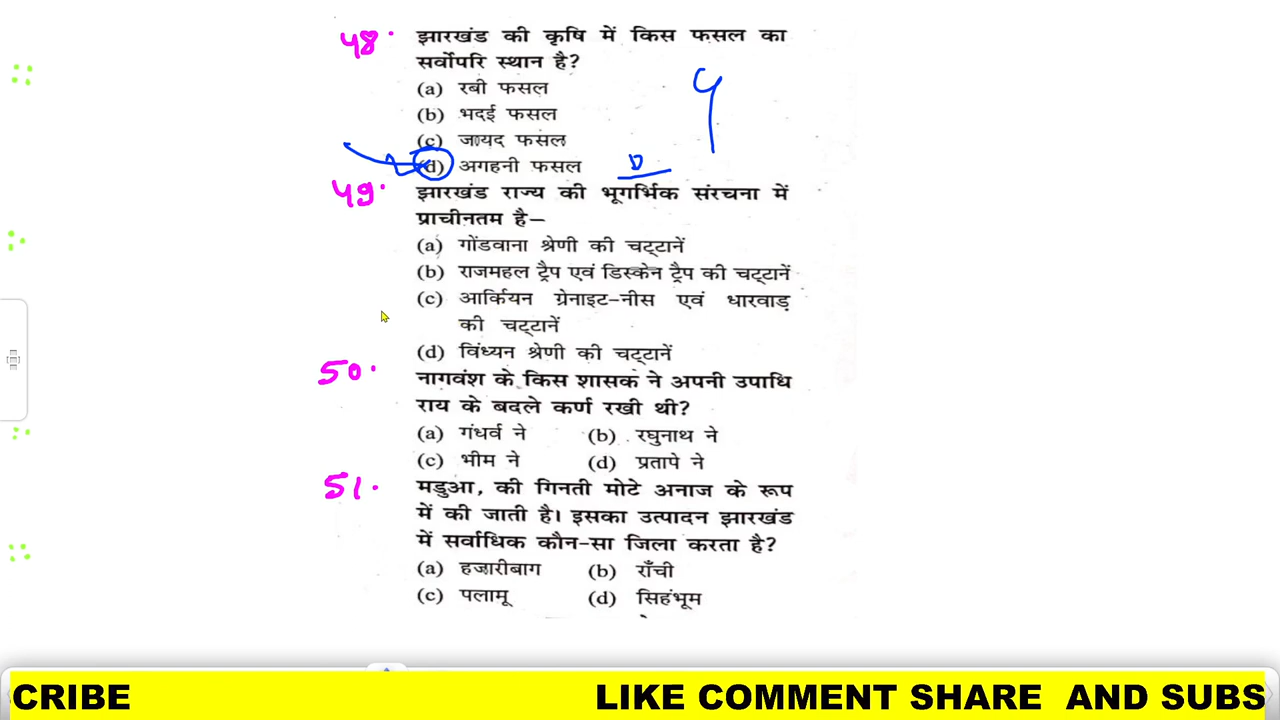 48. झारखंड की कृषि में किस फसल का
सर्वोपरि स्थान है?
(a) रबी फसल
(b) भदई फसल
(c) जायद फसल
(d) अगहनी फसल D
49. झारखंड राज्य की भूगर्भिक संरचना में
प्राचीनतम है–
(a) गोंडवाना श्रेणी की चट्टानें
(b) राजमहल ट्रैप एवं डिस्केन ट्रैप की चट्टानें
(c) आर्कियन ग्रेनाइट-नीस एवं धारवाड़
की चट्टानें
(d) विंध्यन श्रेणी की चट्टानें
50. नागवंश के किस शासक ने अपनी उपाधि
राय के बदले कर्ण रखी थी?
(a) गंधर्व ने (b) रघुनाथ ने
(c) भीम ने (d) प्रतापे ने
51. मडुआ, की गिनती मोटे अनाज के रूप
में की जाती है। इसका उत्पादन झारखंड
में सर्वाधिक कौन-सा जिला करता है?
(a) हजारीबाग (b) राँची
(c) पलामू (d) सिहंभूम
CRIBE LIKE COMMENT SHARE AND SUBS